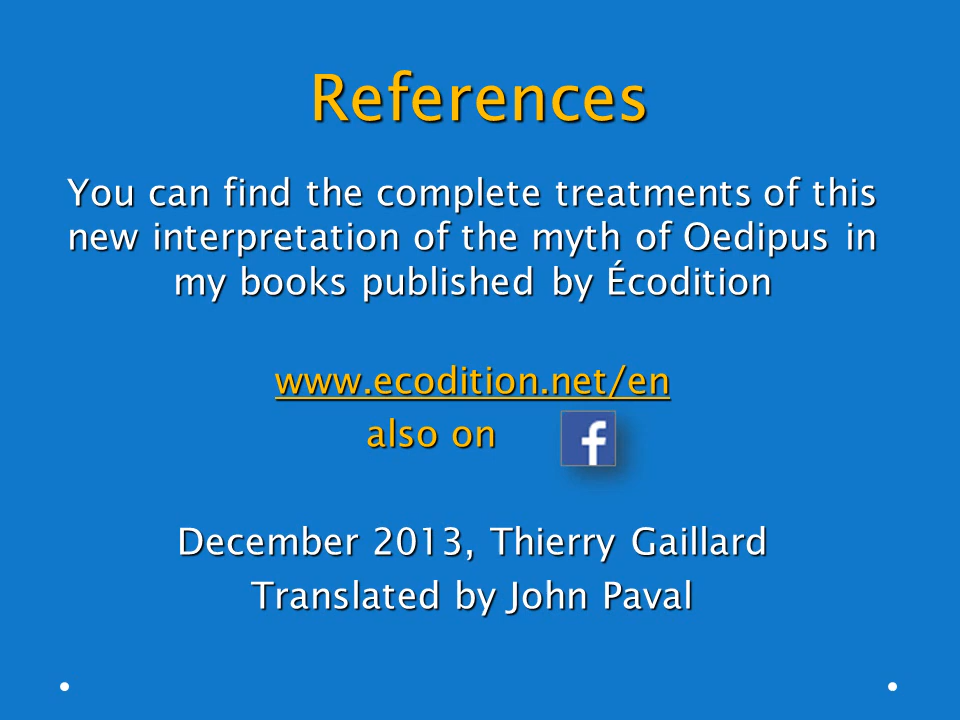 References
You can find the complete treatments of this
new interpretation of the myth of Oedipus in
my books published by Écodition
www.ecodition.net/en
also on f
December 2013, Thierry Gaillard
Translated by John Paval